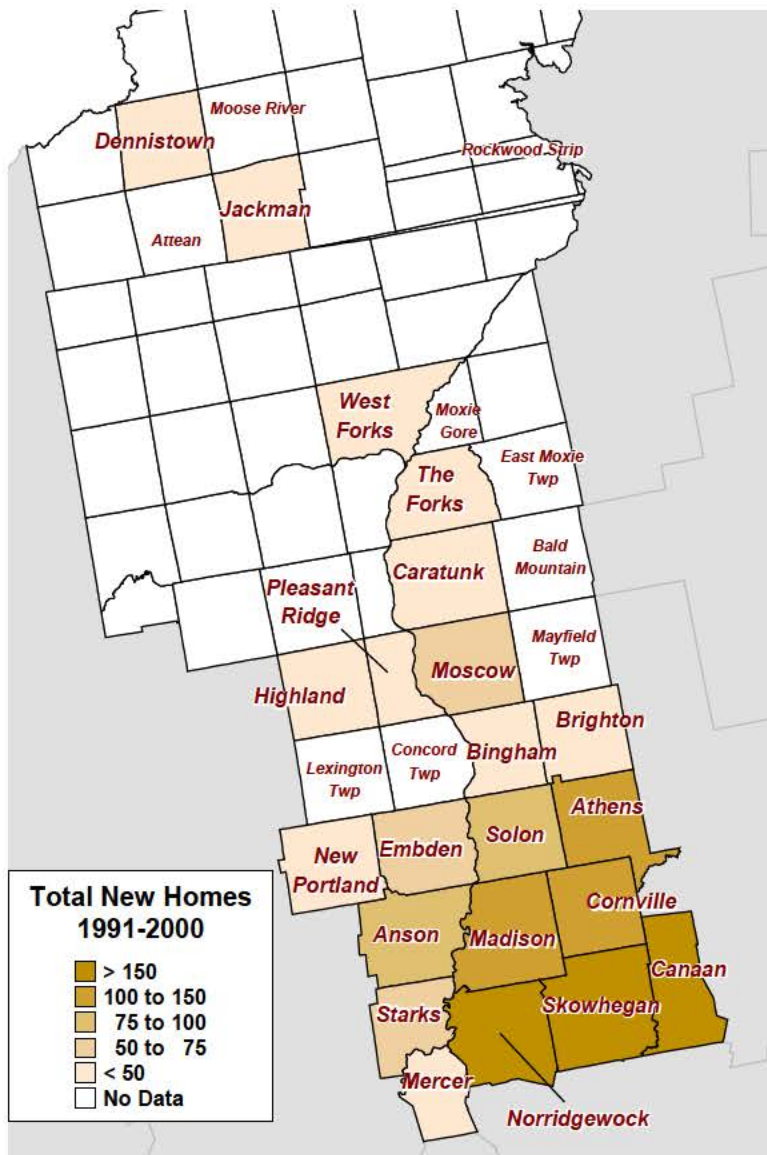 Moose River
Dennistown
Rockwood Strip
Jackman
Attean
West
Forks
Moxie
Gore
East Moxie
Twp
The
Forks
Bald
Mountain
Caratunk
Pleasant
Ridge
Mayfield
Twp
Moscow
Highland
Brighton
Bingham
Concord
Twp
Lexington
Twp
Athens
Solon
Embden
New
Portland
Cornville
Anson
Madison
Canaan
Skowhegan
Starks
Mercer
Norridgewock
Total New Homes
1991-2000
> 150
100 to 150
75 to 100
50 to 75
< 50
No Data